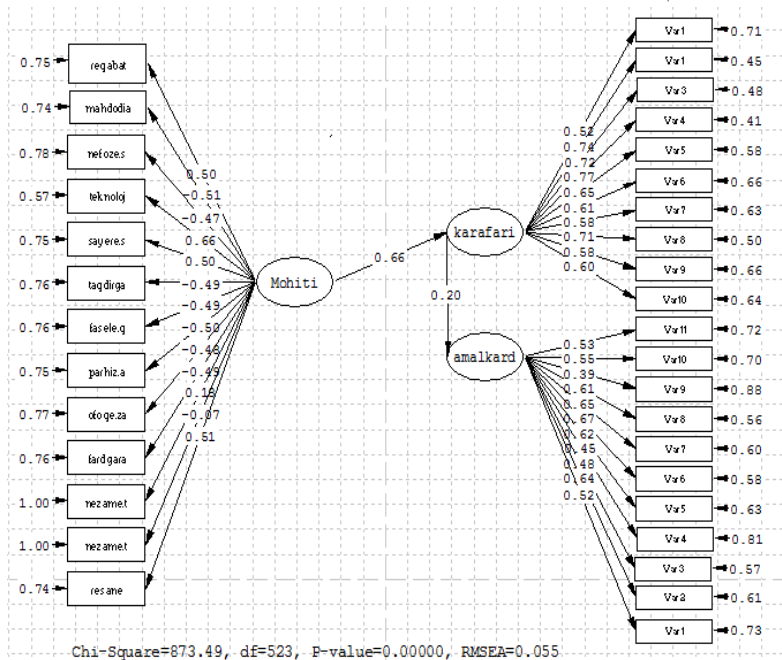 0.75 regabat
0.74 mahdodia
0.78 nefoze.s
0.57 teknoloj
0.75 sayere.s
0.76 taqdirga
0.76 fasele.q
0.75 parhiz.a
0.77 ofoqe.za
0.76 fardgara
1.00 nezame.t
1.00 nezame.t
0.74 resane
0.50
-0.51
-0.47
0.66
0.50
-0.49
-0.49
-0.50
-0.48
-0.49
0.18
-0.07
0.51
Mohiti
0.66
karafari
0.20
amalkard
0.52
0.74
0.72
0.77
0.65
0.61
0.58
0.71
0.58
0.60
0.53
0.55
0.39
0.61
0.65
0.67
0.62
0.45
0.48
0.64
0.52
Var1 0.71
Var1 0.45
Var3 0.48
Var4 0.41
Var5 0.58
Var6 0.66
Var7 0.63
Var8 0.50
Var9 0.66
Var10 0.64
Var11 0.72
Var10 0.70
Var9 0.88
Var8 0.56
Var7 0.60
Var6 0.58
Var5 0.63
Var4 0.81
Var3 0.57
Var2 0.61
Var1 0.73
Chi-Square=873.49, df=523, P-value=0.00000, RMSEA=0.055